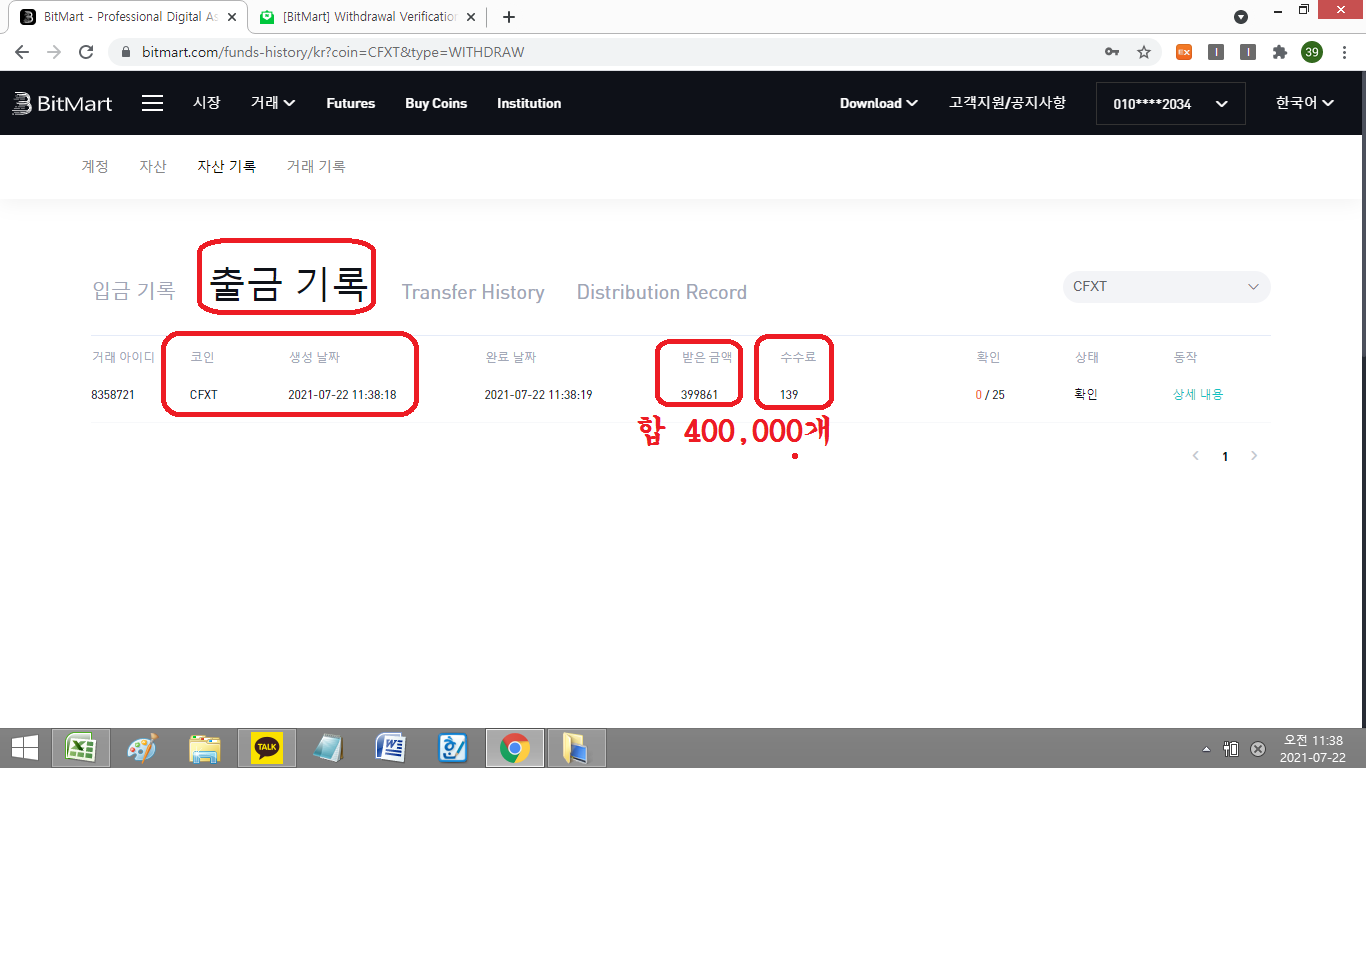 BitMart - Professional Digital As
[BitMart] Withdrawal Verification
bitmart.com/funds-history/kr?coin=CFXT&type=WITHDRAW
39
BitMart 시장 거래 Futures Buy Coins Institution Download 고객지원/공지사항 010****2034 한국어
계정 자산 자산 기록 거래 기록
입금 기록 출금 기록 Transfer History Distribution Record CFXT
거래 아이디 코인 생성 날짜 완료 날짜 받은 금액 수수료 확인 상태 동작
8358721 CFXT 2021-07-22 11:38:18 2021-07-22 11:38:19 399861 139 0 / 25 확인 상세 내용
합 400,000개
1
TALK
오전 11:38
2021-07-22